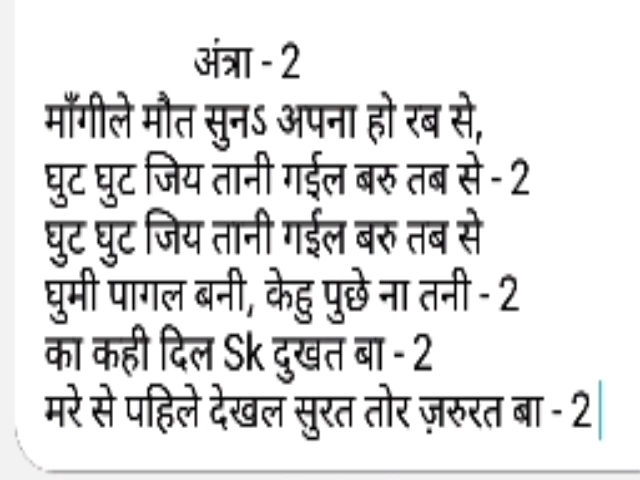 अंत्रा - 2
माँगीले मौत सुनऽ अपना हो रब से,
घुट घुट जिय तानी गईल बरु तब से - 2
घुट घुट जिय तानी गईल बरु तब से
घुमी पागल बनी, केहु पुछे ना तनी - 2
का कही दिल Sk दुखत बा - 2
मरे से पहिले देखल सुरत तोर ज़रुरत बा - 2